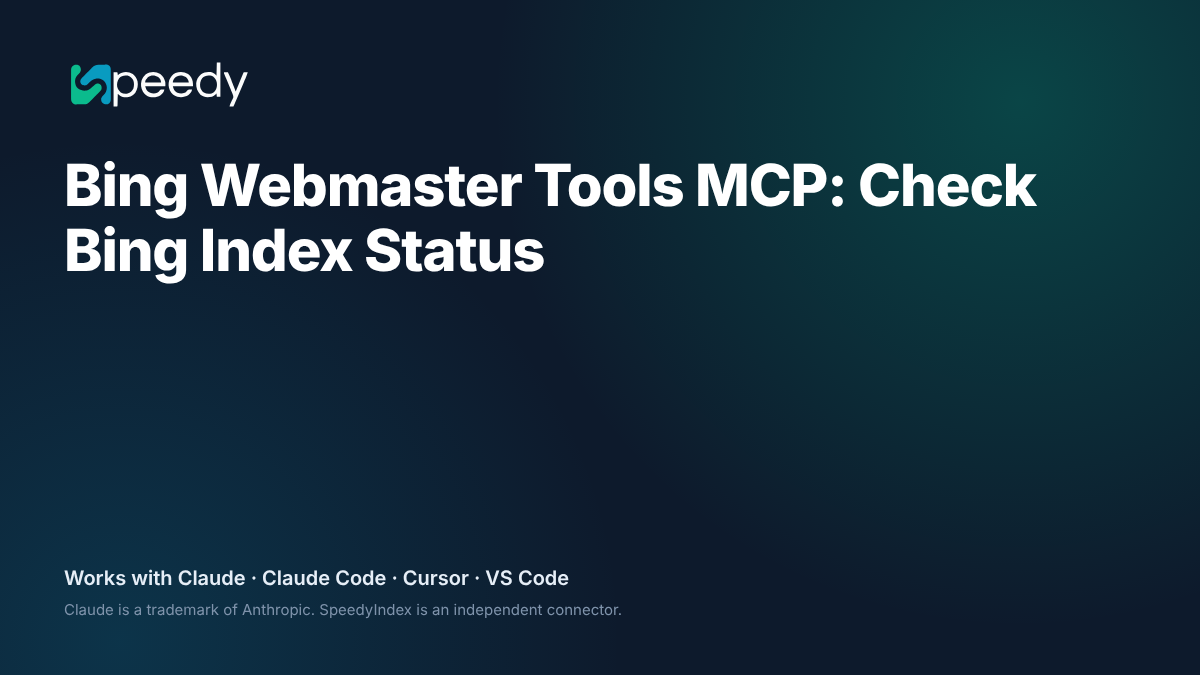 Speedy
Bing Webmaster Tools MCP: Check
Bing Index Status
Works with Claude · Claude Code · Cursor · VS Code
Claude is a trademark of Anthropic. SpeedyIndex is an independent connector.